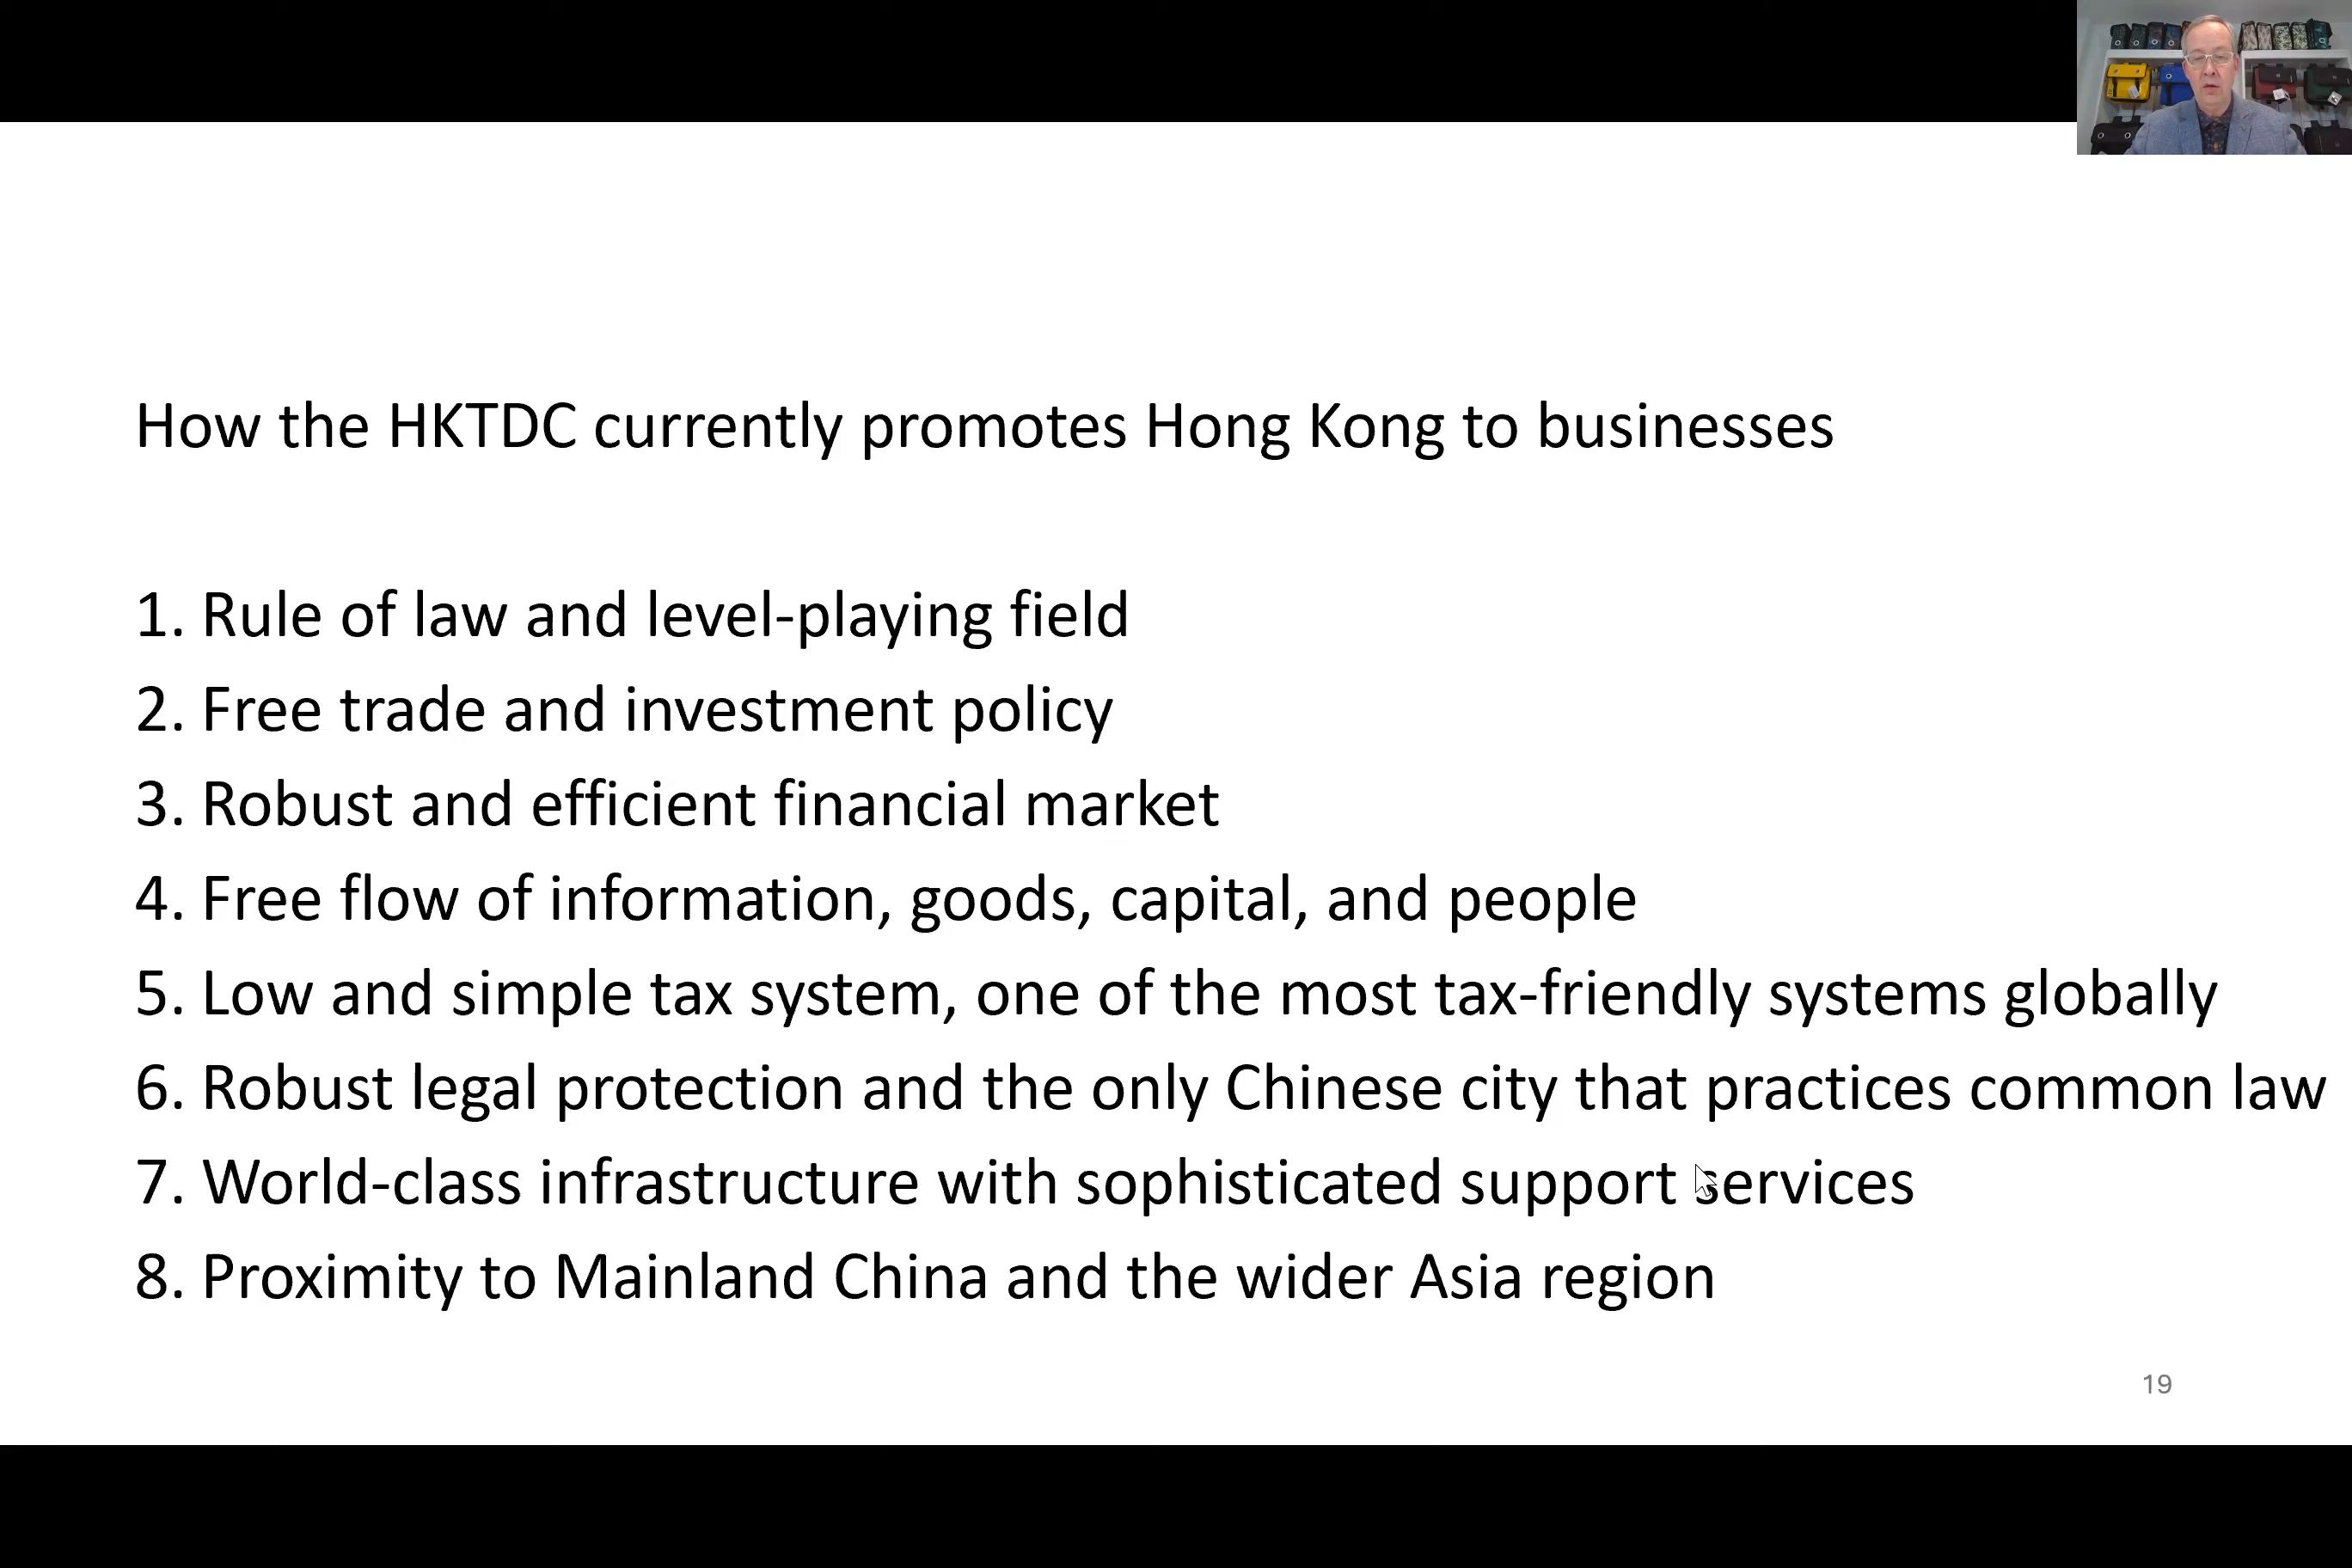 How the HKTDC currently promotes Hong Kong to businesses
1. Rule of law and level-playing field
2. Free trade and investment policy
3. Robust and efficient financial market
4. Free flow of information, goods, capital, and people
5. Low and simple tax system, one of the most tax-friendly systems globally
6. Robust legal protection and the only Chinese city that practices common law
7. World-class infrastructure with sophisticated support services
8. Proximity to Mainland China and the wider Asia region
19